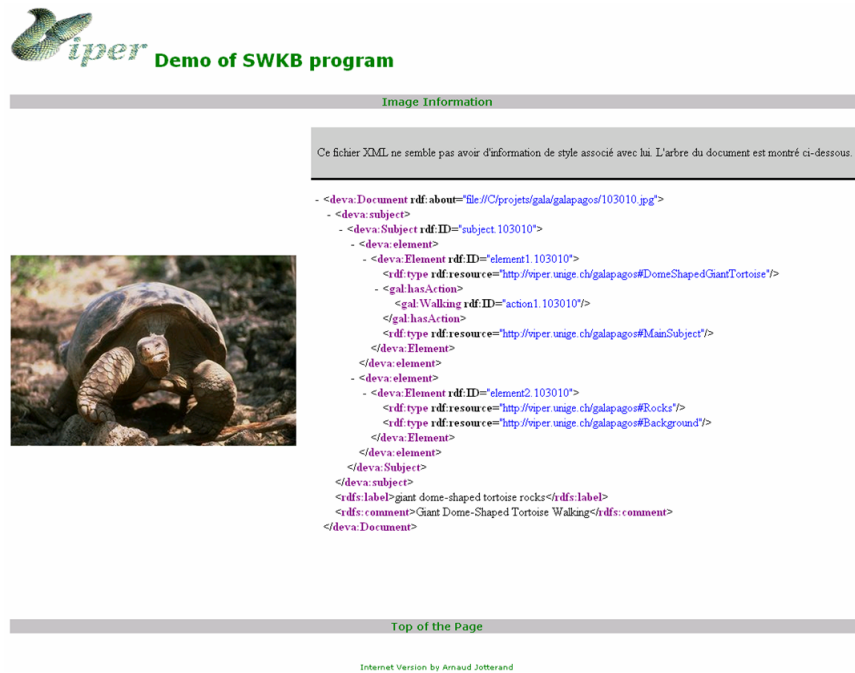 Viper
Demo of SWKB program
Image Information
Ce fichier XML ne semble pas avoir d'information de style associé avec lui. L'arbre du document est montré ci-dessous.
- <deva:Document rdf:about="file://C/projets/gala/galapagos/103010.jpg">
- <deva:subject>
- <deva:Subject rdf:ID="subject.103010">
- <deva:element>
- <deva:Element rdf:ID="element1.103010">
<rdf:type rdf:resource="http://viper.unige.ch/galapagos#DomeShapedGiantTortoise"/>
- <gal:hasAction>
<gal:Walking rdf:ID="action1.103010"/>
</gal:hasAction>
<rdf:type rdf:resource="http://viper.unige.ch/galapagos#MainSubject"/>
</deva:Element>
</deva:element>
- <deva:element>
- <deva:Element rdf:ID="element2.103010">
<rdf:type rdf:resource="http://viper.unige.ch/galapagos#Rocks"/>
<rdf:type rdf:resource="http://viper.unige.ch/galapagos#Background"/>
</deva:Element>
</deva:element>
</deva:Subject>
</deva:subject>
<rdfs:label>giant dome-shaped tortoise rocks</rdfs:label>
<rdfs:comment>Giant Dome-Shaped Tortoise Walking</rdfs:comment>
</deva:Document>
Top of the Page
Internet Version by Arnaud Jotterand